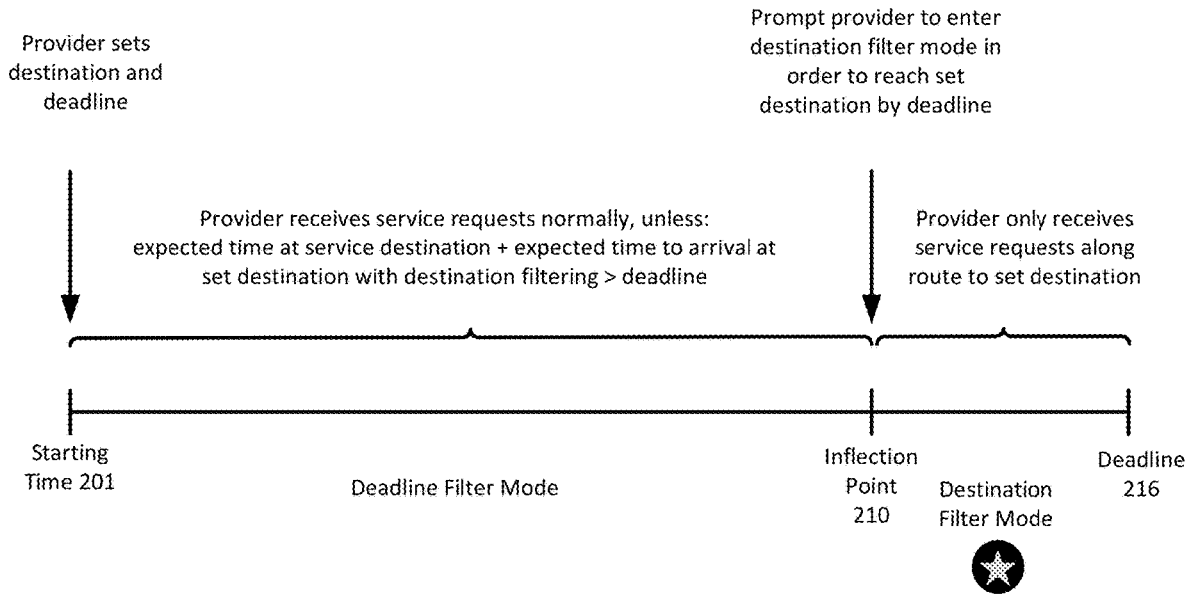 Provider sets
destination and
deadline
Prompt provider to enter
destination filter mode in
order to reach set
destination by deadline
Provider receives service requests normally, unless:
expected time at service destination + expected time to arrival at
set destination with destination filtering > deadline
Provider only receives
service requests along
route to set destination
Starting
Time 201
Deadline Filter Mode
Inflection
Point
210
Destination
Filter Mode
Deadline
216